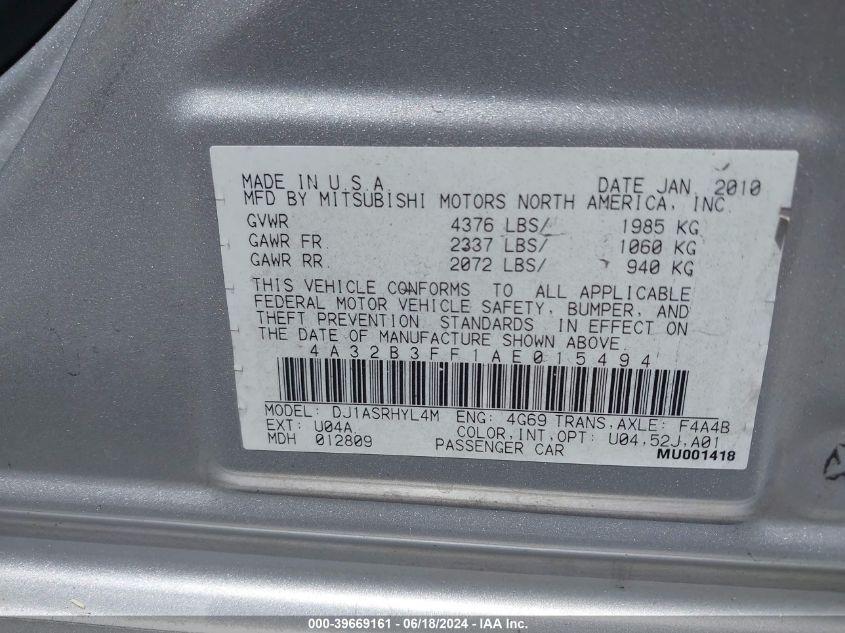 MADE IN U.S.A. DATE JAN 2010
MFD BY MITSUBISHI MOTORS NORTH AMERICA, INC.
GVWR 4376 LBS/ 1985 KG
GAWR FR 2337 LBS/ 1060 KG
GAWR RR 2072 LBS/ 940 KG
THIS VEHICLE CONFORMS TO ALL APPLICABLE
FEDERAL MOTOR VEHICLE SAFETY, BUMPER, AND
THEFT PREVENTION STANDARDS IN EFFECT ON
THE DATE OF MANUFACTURE SHOWN ABOVE.
4A32B3FF1AE015494
MODEL: DJ1ASRHYL4M ENG: 4G69 TRANS,AXLE: F4A4B
EXT: U04A COLOR,INT,OPT: U04,52J,A01
MDH 012809 PASSENGER CAR
MU001418
000-39669161 - 06/18/2024 - IAA Inc.